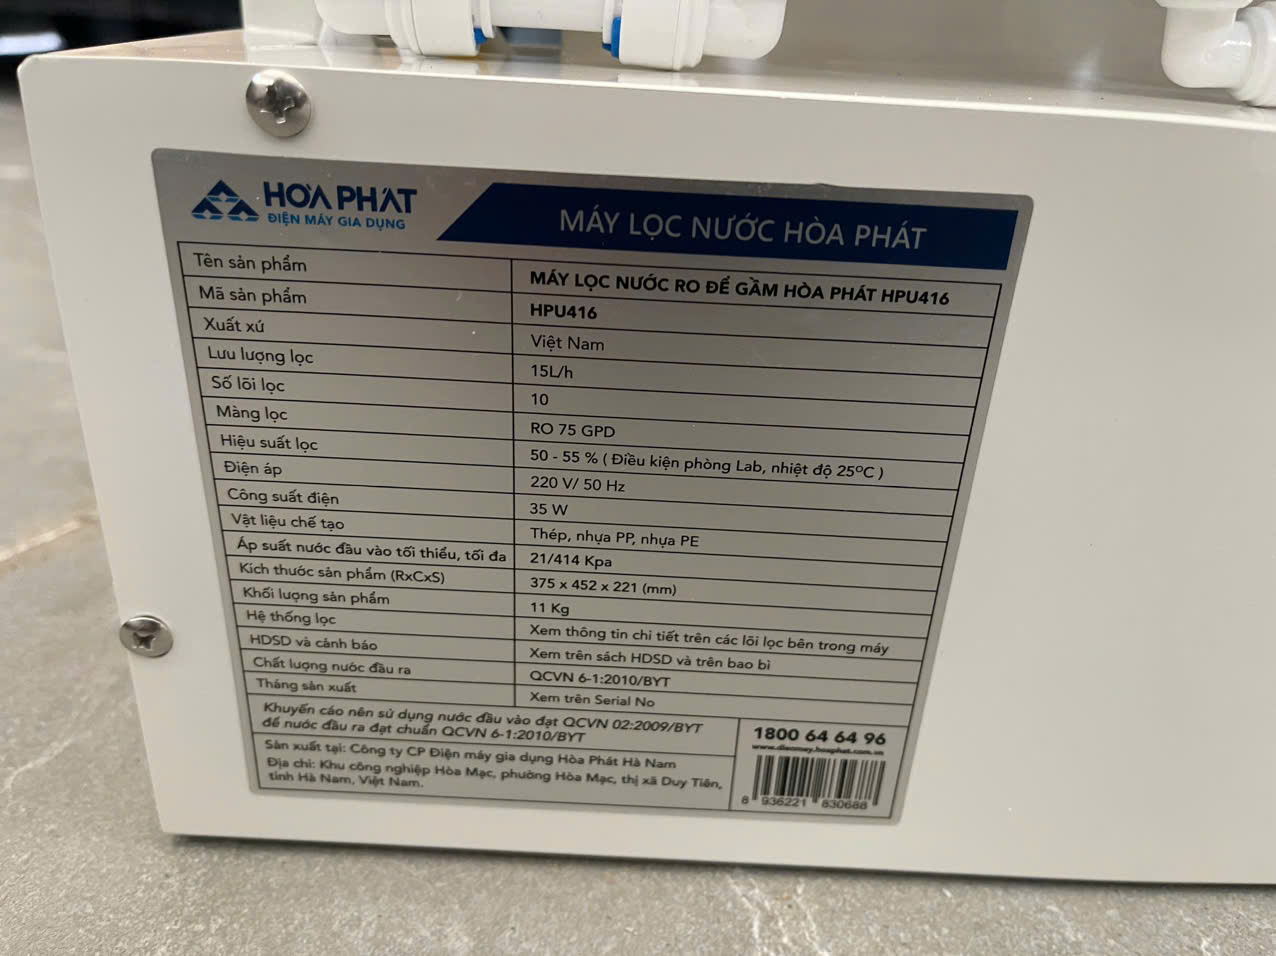 HÒA PHÁT
ĐIỆN MÁY GIA DỤNG
MÁY LỌC NƯỚC HÒA PHÁT
Tên sản phẩm MÁY LỌC NƯỚC RO ĐỂ GẦM HÒA PHÁT HPU416
Mã sản phẩm HPU416
Xuất xứ Việt Nam
Lưu lượng lọc 15L/h
Số lõi lọc 10
Màng lọc RO 75 GPD
Hiệu suất lọc 50 - 55 % ( Điều kiện phòng Lab, nhiệt độ 25ºC )
Điện áp 220 V/ 50 Hz
Công suất điện 35 W
Vật liệu chế tạo Thép, nhựa PP, nhựa PE
Áp suất nước đầu vào tối thiểu, tối đa 21/414 Kpa
Kích thước sản phẩm (RxCxS) 375 x 452 x 221 (mm)
Khối lượng sản phẩm 11 Kg
Hệ thống lọc Xem thông tin chi tiết trên các lõi lọc bên trong máy
HDSD và cảnh báo Xem trên sách HDSD và trên bao bì
Chất lượng nước đầu ra QCVN 6-1:2010/BYT
Tháng sản xuất Xem trên Serial No
Khuyến cáo nên sử dụng nước đầu vào đạt QCVN 02:2009/BYT
để nước đầu ra đạt chuẩn QCVN 6-1:2010/BYT
Sản xuất tại: Công ty CP Điện máy gia dụng Hòa Phát Hà Nam
Địa chỉ: Khu công nghiệp Hòa Mạc, phường Hòa Mạc, thị xã Duy Tiên,
tỉnh Hà Nam, Việt Nam.
1800 64 64 96
www.dienmay.hoaphat.com.vn
8 936221 830688